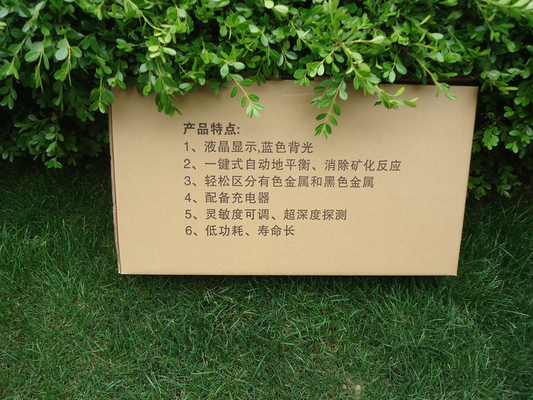 产品特点:
1、液晶显示,蓝色背光
2、一键式自动地平衡、消除矿化反应
3、轻松区分有色金属和黑色金属
4、配备充电器
5、灵敏度可调、超深度探测
6、低功耗、寿命长